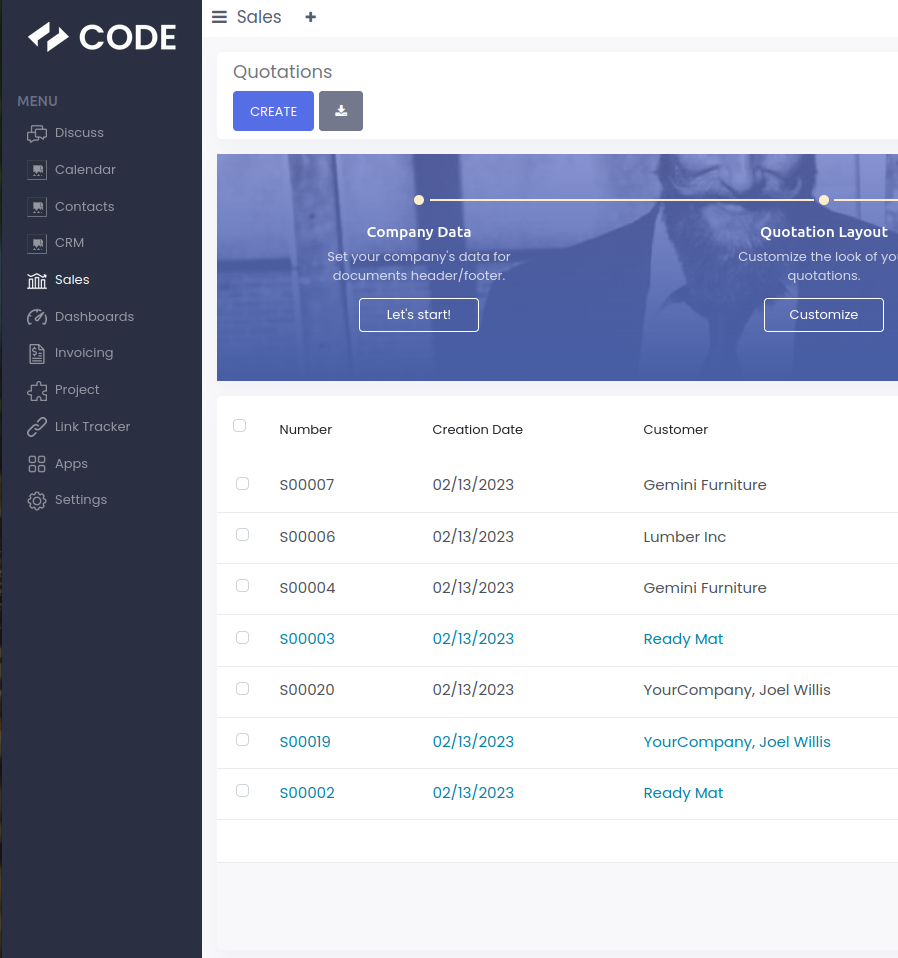 CODE
Sales +
MENU
Discuss
Calendar
Contacts
CRM
Sales
Dashboards
Invoicing
Project
Link Tracker
Apps
Settings
Quotations
CREATE
Company Data
Set your company's data for
documents header/footer.
Let's start!
Quotation Layout
Customize the look of yo
quotations.
Customize
Number Creation Date Customer
S00007 02/13/2023 Gemini Furniture
S00006 02/13/2023 Lumber Inc
S00004 02/13/2023 Gemini Furniture
S00003 02/13/2023 Ready Mat
S00020 02/13/2023 YourCompany, Joel Willis
S00019 02/13/2023 YourCompany, Joel Willis
S00002 02/13/2023 Ready Mat